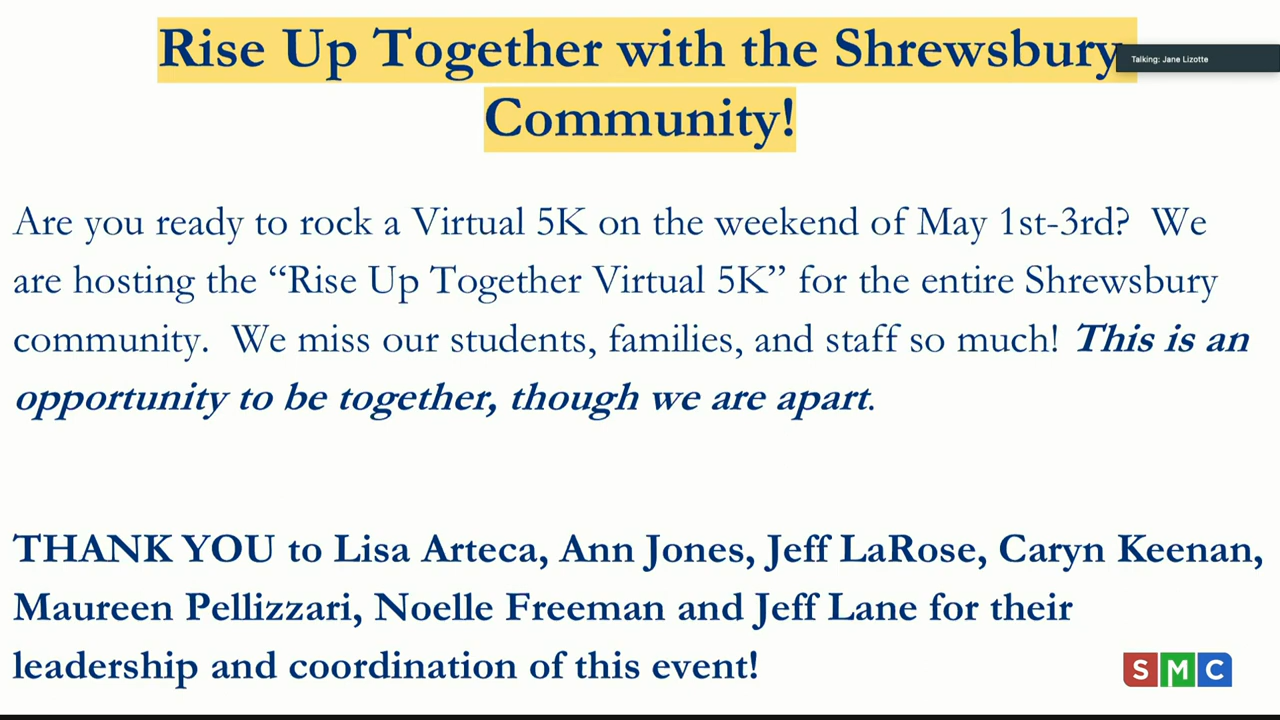 Rise Up Together with the Shrewsbury
Talking: Jane Lizotte
Community!
Are you ready to rock a Virtual 5K on the weekend of May 1st-3rd? We
are hosting the “Rise Up Together Virtual 5K” for the entire Shrewsbury
community. We miss our students, families, and staff so much! This is an
opportunity to be together, though we are apart.
THANK YOU to Lisa Arteca, Ann Jones, Jeff LaRose, Caryn Keenan,
Maureen Pellizzari, Noelle Freeman and Jeff Lane for their
leadership and coordination of this event!
SMC